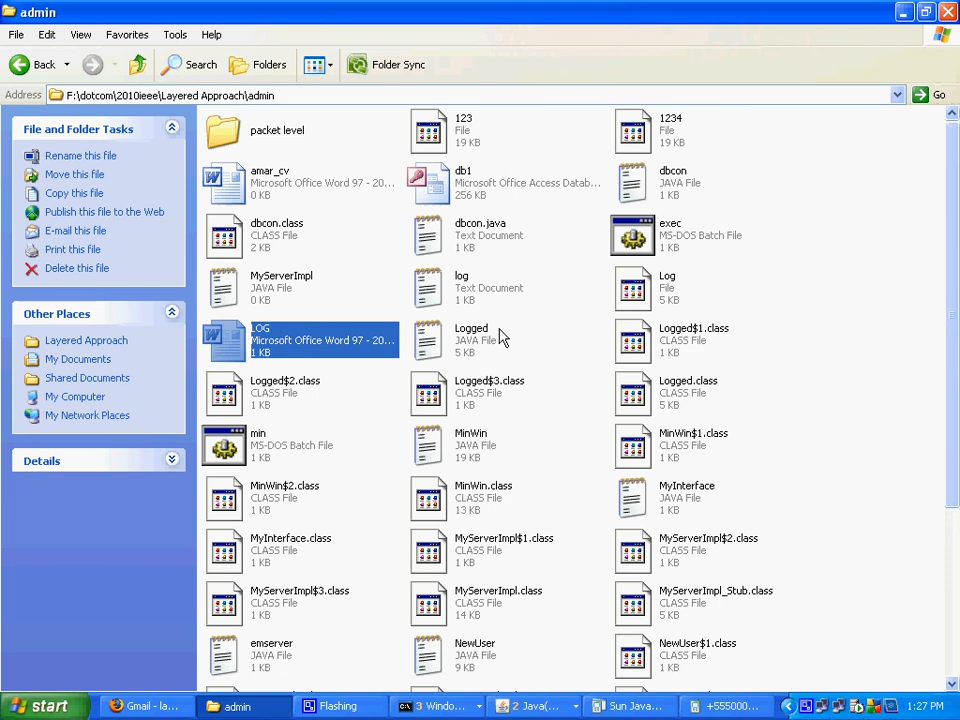 admin
File Edit View Favorites Tools Help
Back Search Folders Folder Sync
Address F:\dotcom\2010ieee\Layered Approach\admin Go
File and Folder Tasks
Rename this file
Move this file
Copy this file
Publish this file to the Web
E-mail this file
Print this file
Delete this file
Other Places
Layered Approach
My Documents
Shared Documents
My Computer
My Network Places
Details
packet level
123
File
19 KB
1234
File
19 KB
amar_cv
Microsoft Office Word 97 - 20...
0 KB
db1
Microsoft Office Access Datab...
256 KB
dbcon
JAVA File
1 KB
dbcon.class
CLASS File
2 KB
dbcon.java
Text Document
1 KB
exec
MS-DOS Batch File
1 KB
MyServerImpl
JAVA File
0 KB
log
Text Document
1 KB
Log
File
5 KB
LOG
Microsoft Office Word 97 - 20...
1 KB
Logged
JAVA File
5 KB
Logged$1.class
CLASS File
1 KB
Logged$2.class
CLASS File
1 KB
Logged$3.class
CLASS File
1 KB
Logged.class
CLASS File
5 KB
min
MS-DOS Batch File
1 KB
MinWin
JAVA File
19 KB
MinWin$1.class
CLASS File
1 KB
MinWin$2.class
CLASS File
1 KB
MinWin.class
CLASS File
13 KB
MyInterface
JAVA File
1 KB
MyInterface.class
CLASS File
1 KB
MyServerImpl$1.class
CLASS File
1 KB
MyServerImpl$2.class
CLASS File
1 KB
MyServerImpl$3.class
CLASS File
1 KB
MyServerImpl.class
CLASS File
14 KB
MyServerImpl_Stub.class
CLASS File
5 KB
emserver
JAVA File
1 KB
NewUser
JAVA File
9 KB
NewUser$1.class
CLASS File
1 KB
start Gmail - la... admin Flashing 3 Windo... 2 Java(... Sun Java... +555000... 1:27 PM